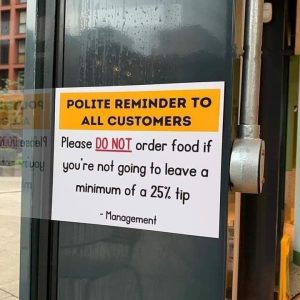 POLITE REMINDER TO
ALL CUSTOMERS
Please DO NOT order food if
you're not going to leave a
minimum of a 25% tip
- Management